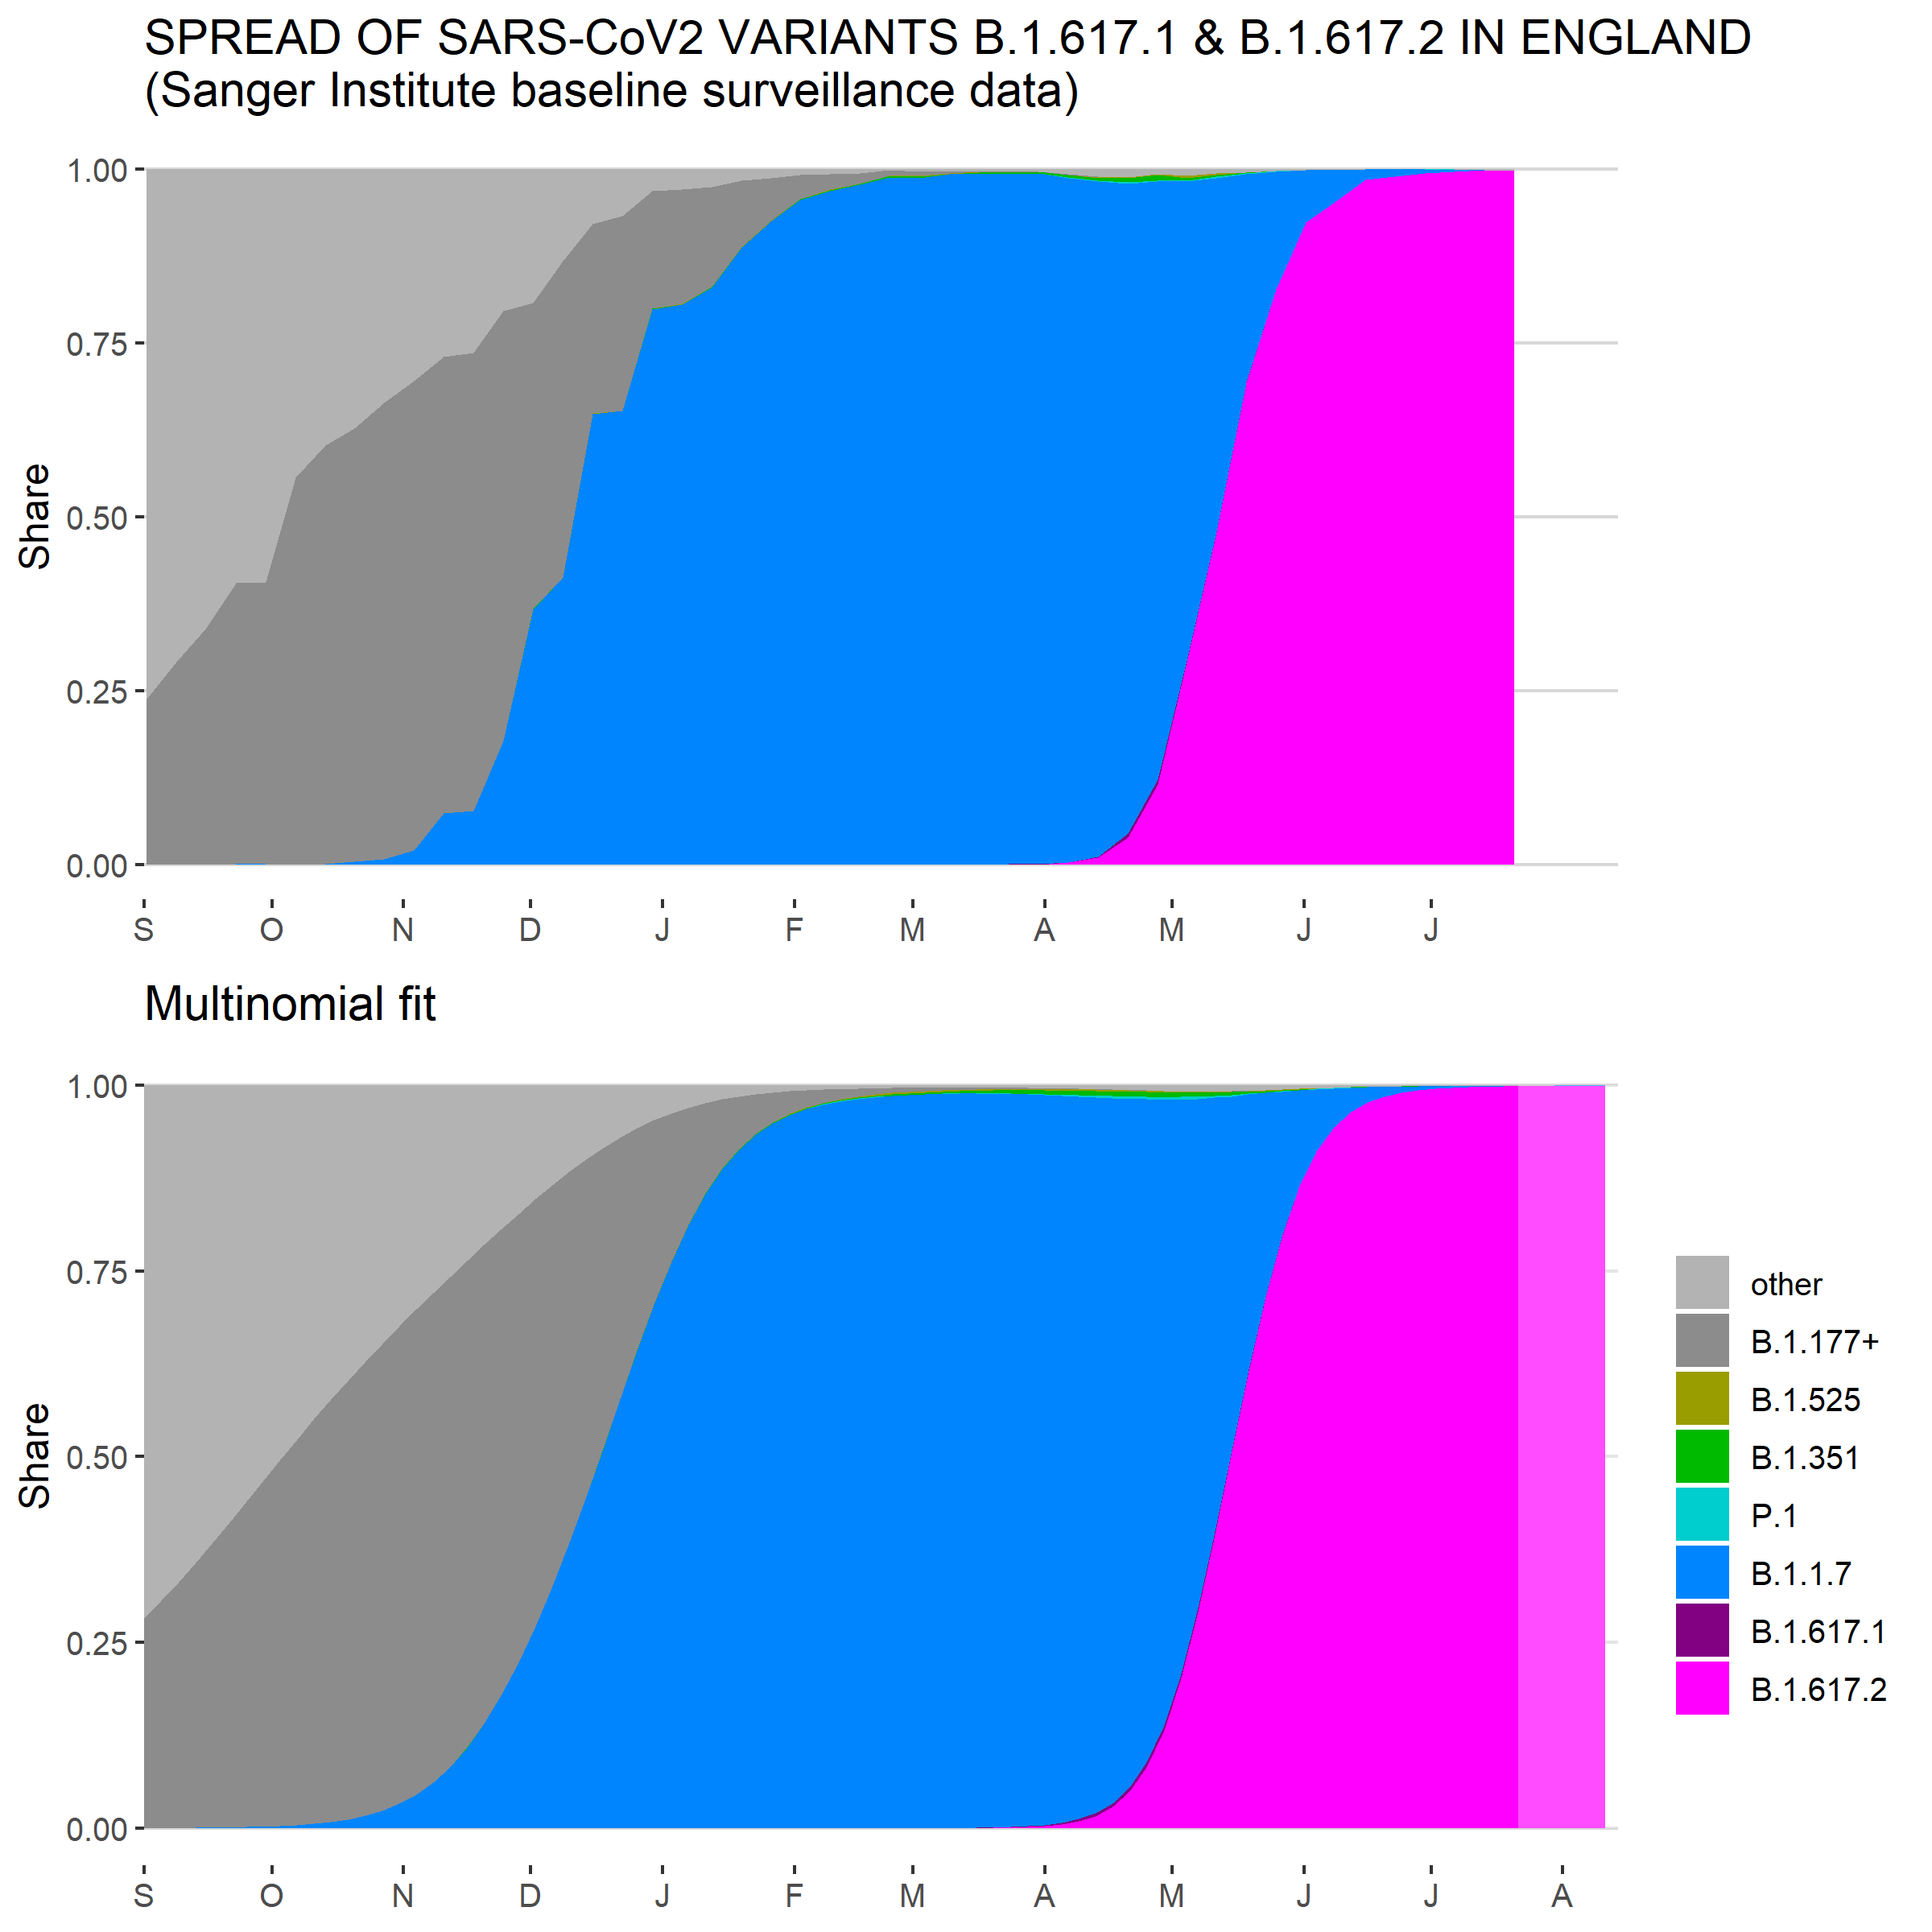 SPREAD OF SARS-CoV2 VARIANTS B.1.617.1 & B.1.617.2 IN ENGLAND
(Sanger Institute baseline surveillance data)
1.00
0.75
0.50
0.25
0.00
Share
S O N D J F M A M J J
Multinomial fit
1.00
0.75
0.50
0.25
0.00
Share
S O N D J F M A M J J A
other
B.1.177+
B.1.525
B.1.351
P.1
B.1.1.7
B.1.617.1
B.1.617.2